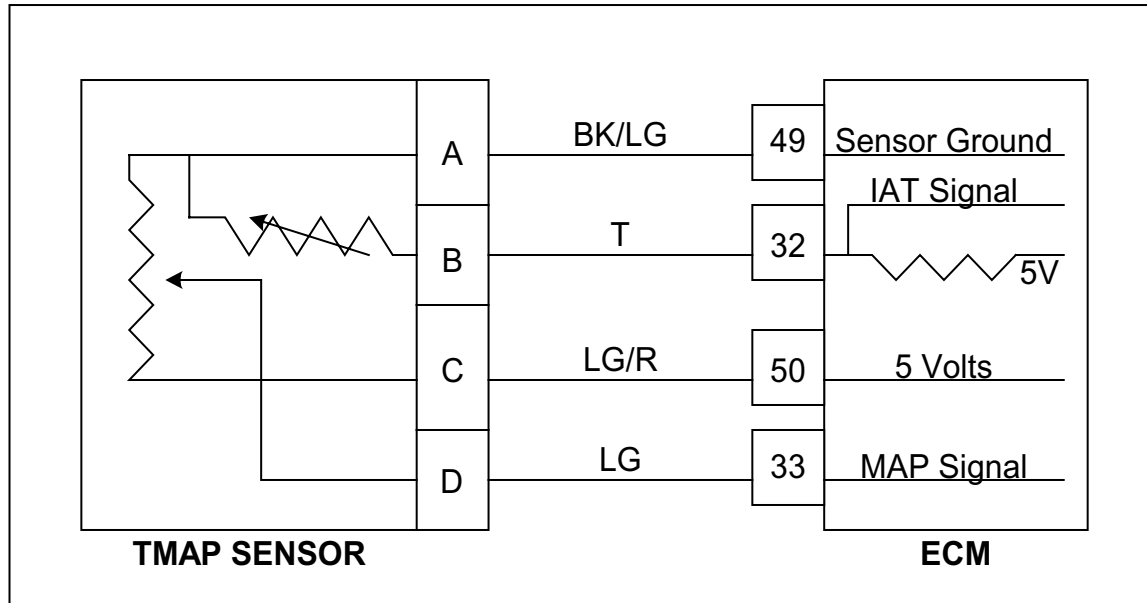 A BK/LG 49 Sensor Ground
IAT Signal
B T 32
5V
C LG/R 50 5 Volts
D LG 33 MAP Signal
TMAP SENSOR ECM